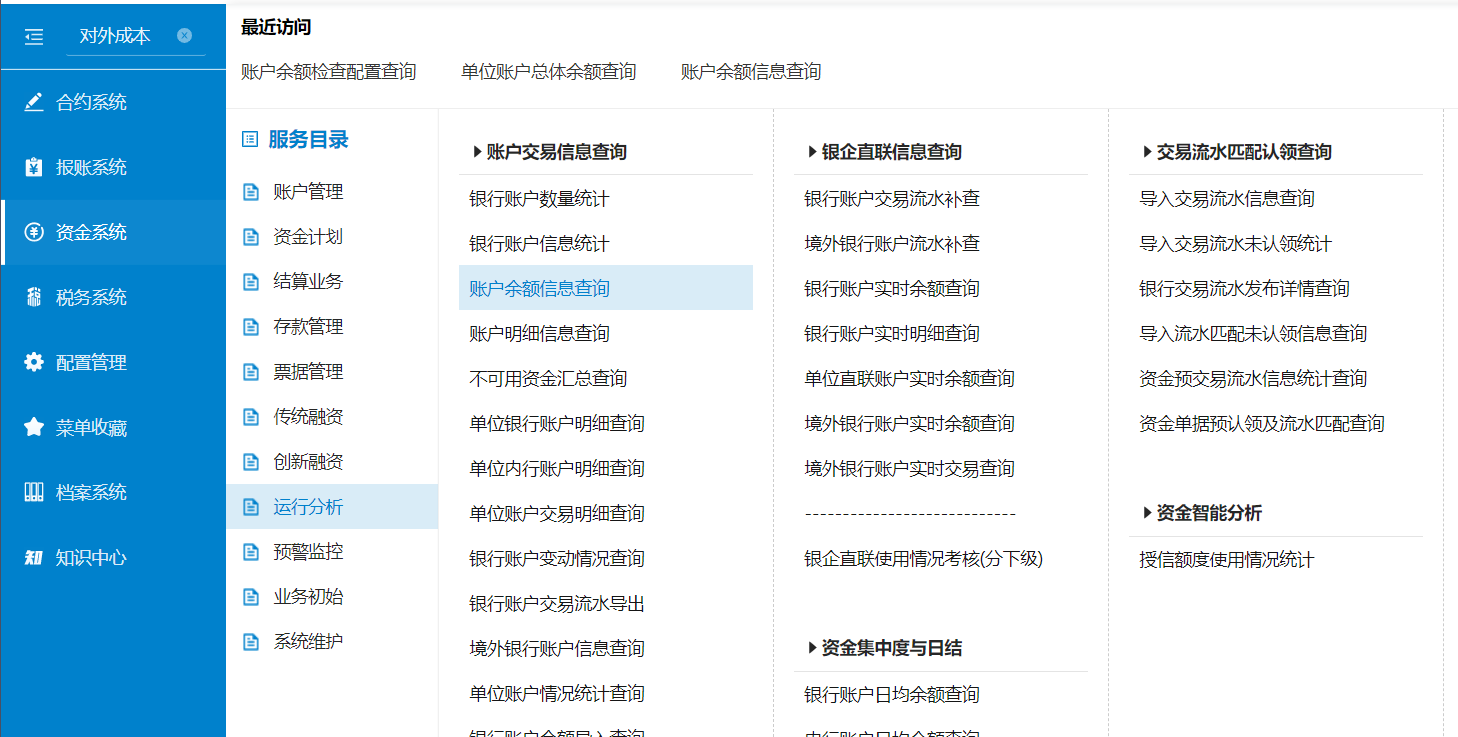 对外成本
合约系统
报账系统
资金系统
税务系统
配置管理
菜单收藏
档案系统
知识中心
最近访问
账户余额检查配置查询 单位账户总体余额查询 账户余额信息查询
服务目录
账户管理
资金计划
结算业务
存款管理
票据管理
传统融资
创新融资
运行分析
预警监控
业务初始
系统维护
账户交易信息查询
银行账户数量统计
银行账户信息统计
账户余额信息查询
账户明细信息查询
不可用资金汇总查询
单位银行账户明细查询
单位内行账户明细查询
单位账户交易明细查询
银行账户变动情况查询
银行账户交易流水导出
境外银行账户信息查询
单位账户情况统计查询
银行账户余额导入查询
银企直联信息查询
银行账户交易流水补查
境外银行账户流水补查
银行账户实时余额查询
银行账户实时明细查询
单位直联账户实时余额查询
境外银行账户实时余额查询
境外银行账户实时交易查询
----------------------------
银企直联使用情况考核(分下级)
资金集中度与日结
银行账户日均余额查询
内行账户日均余额查询
交易流水匹配认领查询
导入交易流水信息查询
导入交易流水未认领统计
银行交易流水发布详情查询
导入流水匹配未认领信息查询
资金预交易流水信息统计查询
资金单据预认领及流水匹配查询
资金智能分析
授信额度使用情况统计